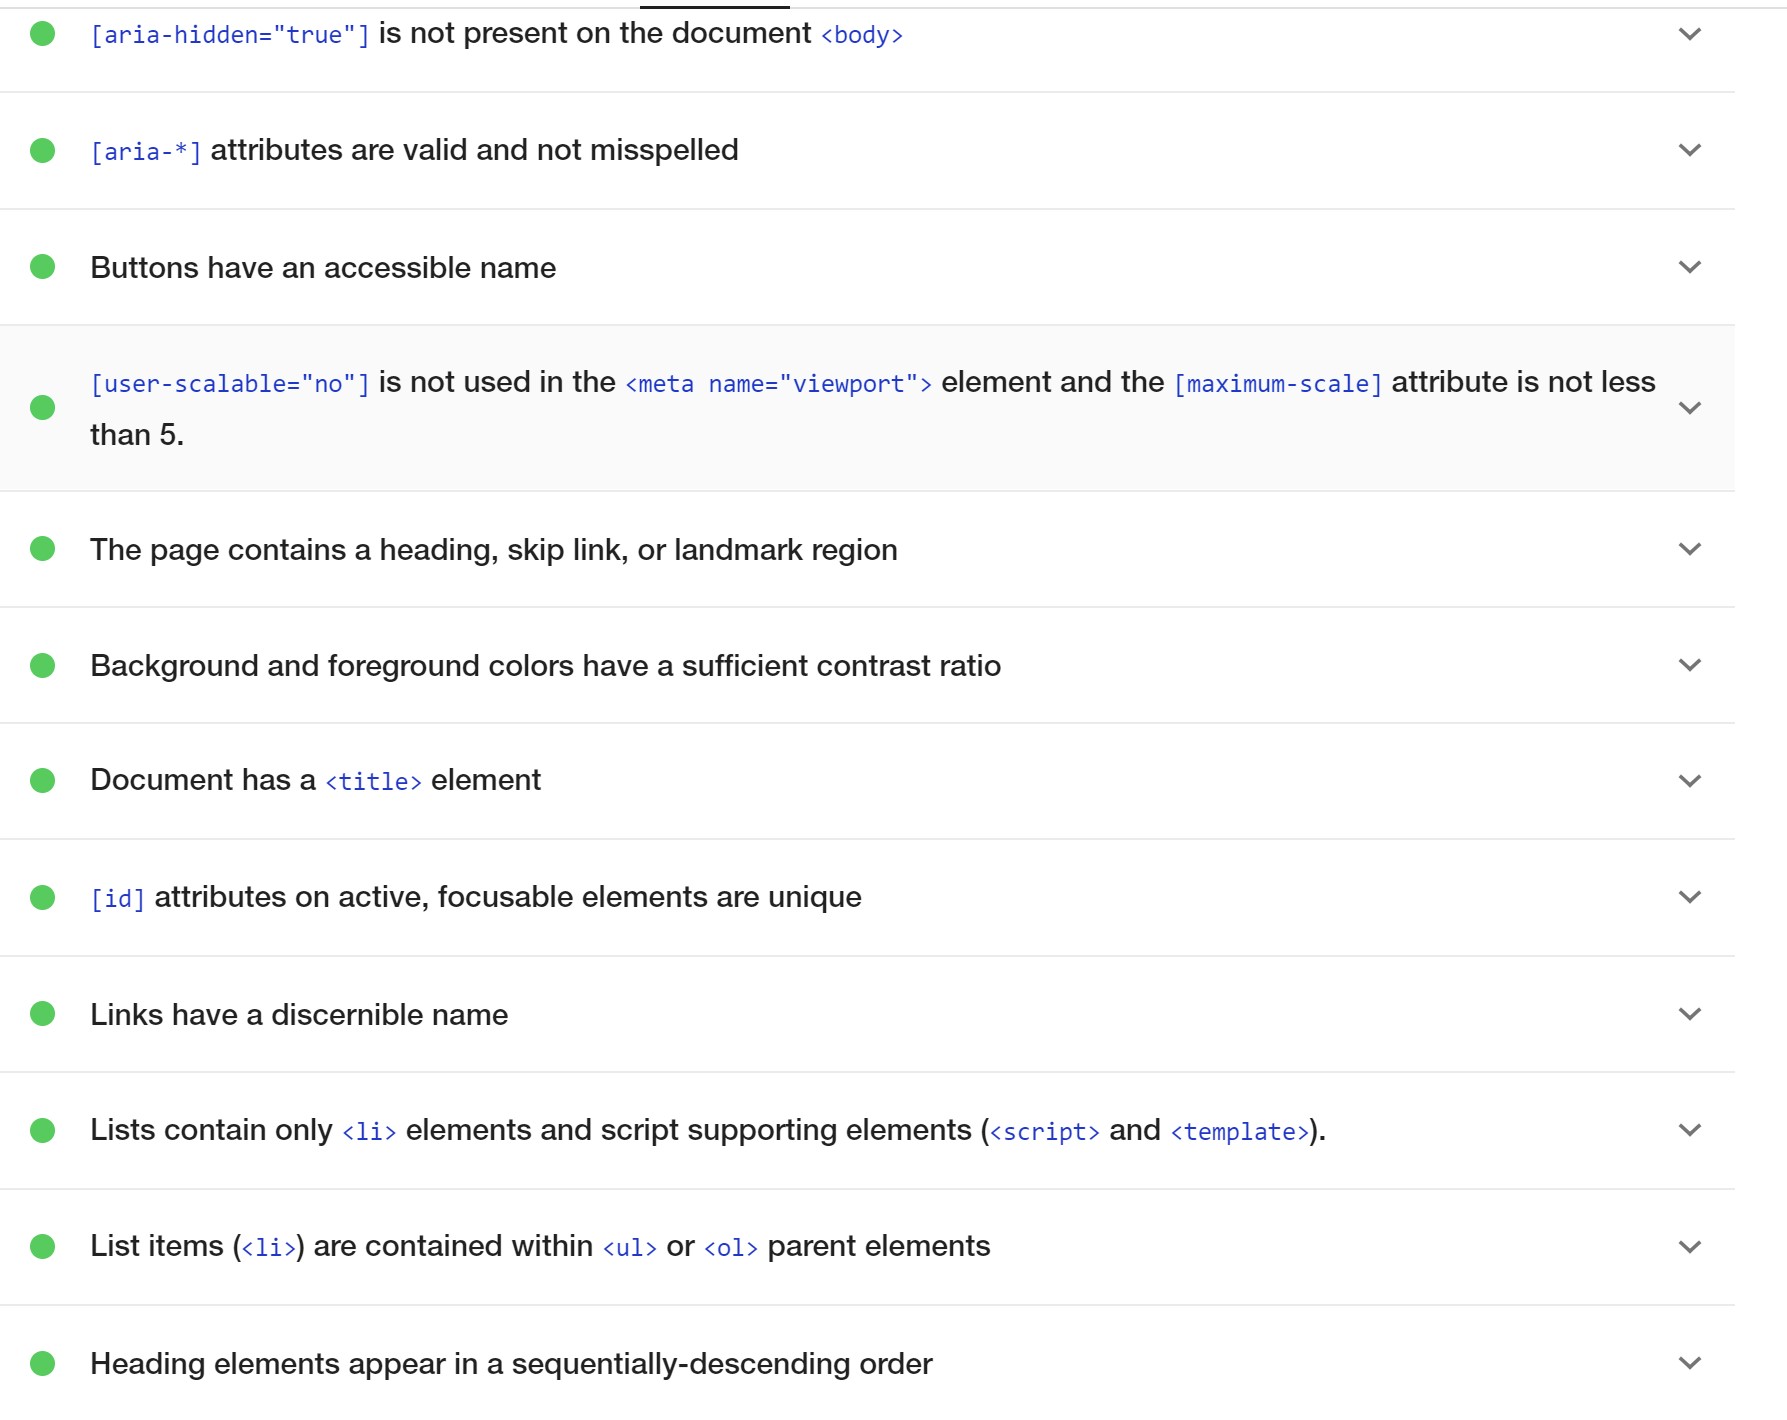 [aria-hidden="true"] is not present on the document <body>
[aria-*] attributes are valid and not misspelled
Buttons have an accessible name
[user-scalable="no"] is not used in the <meta name="viewport"> element and the [maximum-scale] attribute is not less
than 5.
The page contains a heading, skip link, or landmark region
Background and foreground colors have a sufficient contrast ratio
Document has a <title> element
[id] attributes on active, focusable elements are unique
Links have a discernible name
Lists contain only <li> elements and script supporting elements (<script> and <template>).
List items (<li>) are contained within <ul> or <ol> parent elements
Heading elements appear in a sequentially-descending order